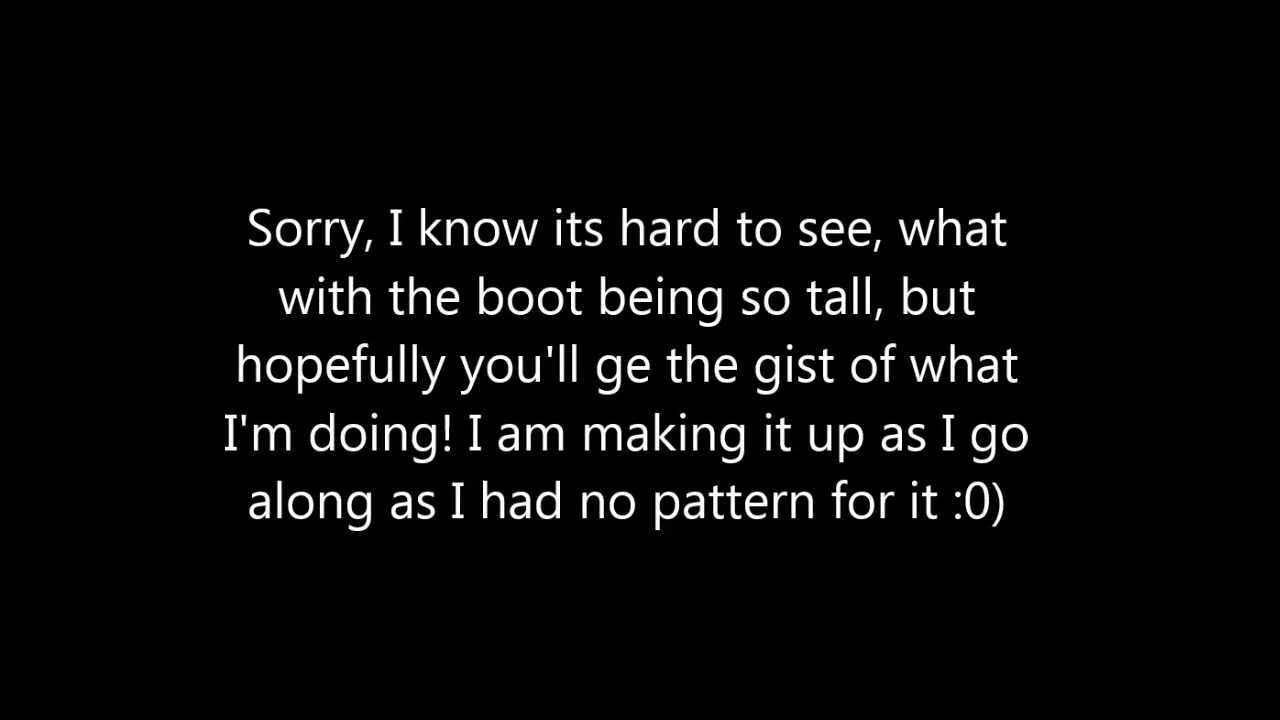 Sorry, I know its hard to see, what
with the boot being so tall, but
hopefully you'll ge the gist of what
I'm doing! I am making it up as I go
along as I had no pattern for it :0)